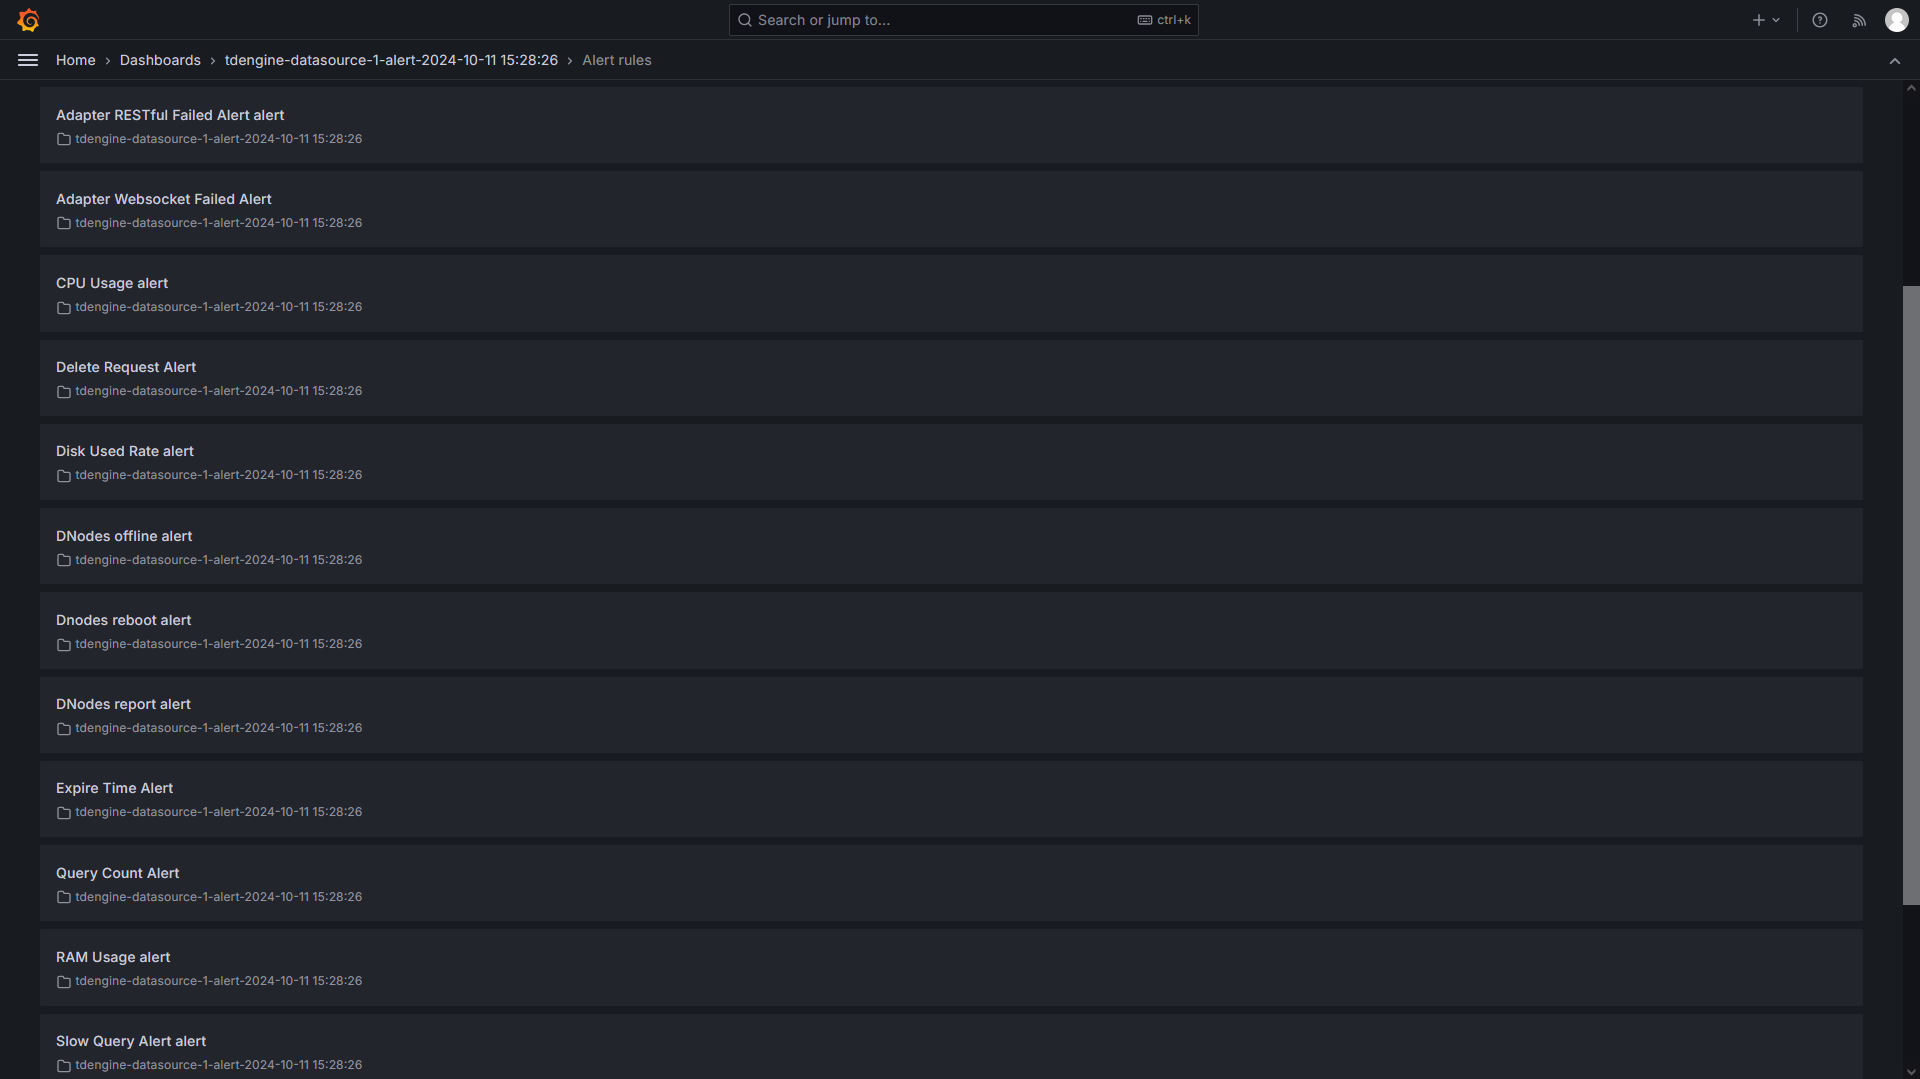 Search or jump to...
ctrl+k
Home › Dashboards › tdengine-datasource-1-alert-2024-10-11 15:28:26 › Alert rules
Adapter RESTful Failed Alert alert
tdengine-datasource-1-alert-2024-10-11 15:28:26
Adapter Websocket Failed Alert
tdengine-datasource-1-alert-2024-10-11 15:28:26
CPU Usage alert
tdengine-datasource-1-alert-2024-10-11 15:28:26
Delete Request Alert
tdengine-datasource-1-alert-2024-10-11 15:28:26
Disk Used Rate alert
tdengine-datasource-1-alert-2024-10-11 15:28:26
DNodes offline alert
tdengine-datasource-1-alert-2024-10-11 15:28:26
Dnodes reboot alert
tdengine-datasource-1-alert-2024-10-11 15:28:26
DNodes report alert
tdengine-datasource-1-alert-2024-10-11 15:28:26
Expire Time Alert
tdengine-datasource-1-alert-2024-10-11 15:28:26
Query Count Alert
tdengine-datasource-1-alert-2024-10-11 15:28:26
RAM Usage alert
tdengine-datasource-1-alert-2024-10-11 15:28:26
Slow Query Alert alert
tdengine-datasource-1-alert-2024-10-11 15:28:26